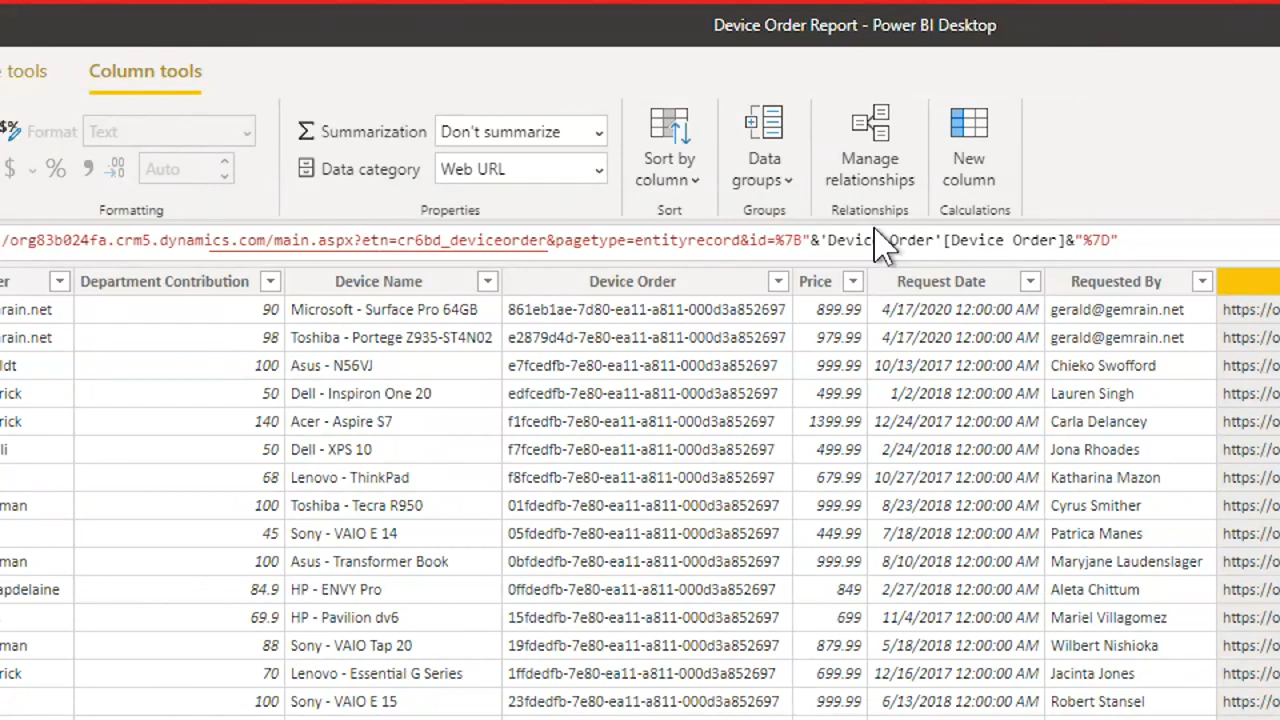 Device Order Report - Power BI Desktop
tools Column tools
Format Text
$ % 9 .00 Auto
Formatting
Summarization Don't summarize
Data category Web URL
Properties
Sort by
column
Sort
Data
groups
Groups
Manage
relationships
Relationships
New
column
Calculations
/org83b024fa.crm5.dynamics.com/main.aspx?etn=cr6bd_deviceorder&pagetype=entityrecord&id=%7B"&'Devic Order'[Device Order]&"%7D"
er Department Contribution Device Name Device Order Price Request Date Requested By
rain.net 90 Microsoft - Surface Pro 64GB 861eb1ae-7d80-ea11-a811-000d3a852697 899.99 4/17/2020 12:00:00 AM gerald@gemrain.net https://o
rain.net 98 Toshiba - Portege Z935-ST4N02 e2879d4d-7e80-ea11-a811-000d3a852697 979.99 4/17/2020 12:00:00 AM gerald@gemrain.net https://o
ldt 100 Asus - N56VJ e7fcedfb-7e80-ea11-a811-000d3a852697 999.99 10/13/2017 12:00:00 AM Chieko Swofford https://o
rick 50 Dell - Inspiron One 20 edfcedfb-7e80-ea11-a811-000d3a852697 499.99 1/2/2018 12:00:00 AM Lauren Singh https://o
rick 140 Acer - Aspire S7 f1fcedfb-7e80-ea11-a811-000d3a852697 1399.99 12/24/2017 12:00:00 AM Carla Delancey https://o
li 50 Dell - XPS 10 f7fcedfb-7e80-ea11-a811-000d3a852697 499.99 2/24/2018 12:00:00 AM Jona Rhoades https://o
68 Lenovo - ThinkPad f8fcedfb-7e80-ea11-a811-000d3a852697 679.99 10/27/2017 12:00:00 AM Katharina Mazon https://o
man 100 Toshiba - Tecra R950 01fdedfb-7e80-ea11-a811-000d3a852697 999.99 8/23/2018 12:00:00 AM Cyrus Smither https://o
45 Sony - VAIO E 14 05fdedfb-7e80-ea11-a811-000d3a852697 449.99 7/18/2018 12:00:00 AM Patrica Manes https://o
man 100 Asus - Transformer Book 0bfdedfb-7e80-ea11-a811-000d3a852697 999.99 8/10/2018 12:00:00 AM Maryjane Laudenslager https://o
apdelaine 84.9 HP - ENVY Pro 0ffdedfb-7e80-ea11-a811-000d3a852697 849 2/27/2018 12:00:00 AM Aleta Chittum https://o
69.9 HP - Pavilion dv6 15fdedfb-7e80-ea11-a811-000d3a852697 699 11/4/2017 12:00:00 AM Mariel Villagomez https://o
man 88 Sony - VAIO Tap 20 19fdedfb-7e80-ea11-a811-000d3a852697 879.99 5/18/2018 12:00:00 AM Wilbert Nishioka https://o
rick 70 Lenovo - Essential G Series 1ffdedfb-7e80-ea11-a811-000d3a852697 699.99 12/16/2017 12:00:00 AM Jacinta Jones https://o
100 Sony - VAIO E 15 23fdedfb-7e80-ea11-a811-000d3a852697 999.99 6/13/2018 12:00:00 AM Robert Stansel https://o